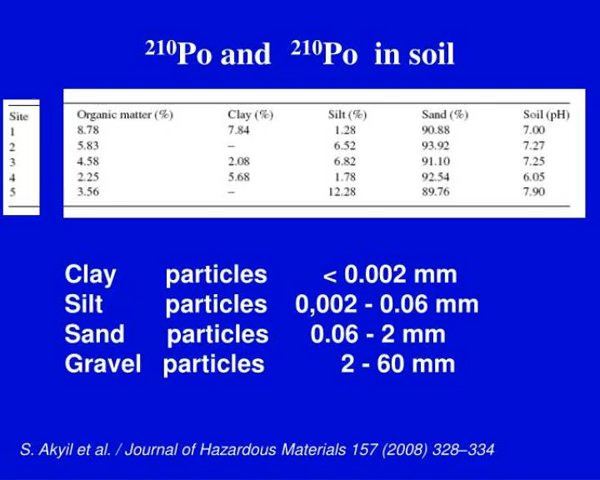 210Po and 210Po in soil
Site Organic matter (%) Clay (%) Silt (%) Sand (%) Soil (pH)
1 8.78 7.84 1.28 90.88 7.00
2 5.83 – 6.52 93.92 7.27
3 4.58 2.08 6.82 91.10 7.25
4 2.25 5.68 1.78 92.54 6.05
5 3.56 – 12.28 89.76 7.90
Clay particles < 0.002 mm
Silt particles 0,002 - 0.06 mm
Sand particles 0.06 - 2 mm
Gravel particles 2 - 60 mm
S. Akyil et al. / Journal of Hazardous Materials 157 (2008) 328–334